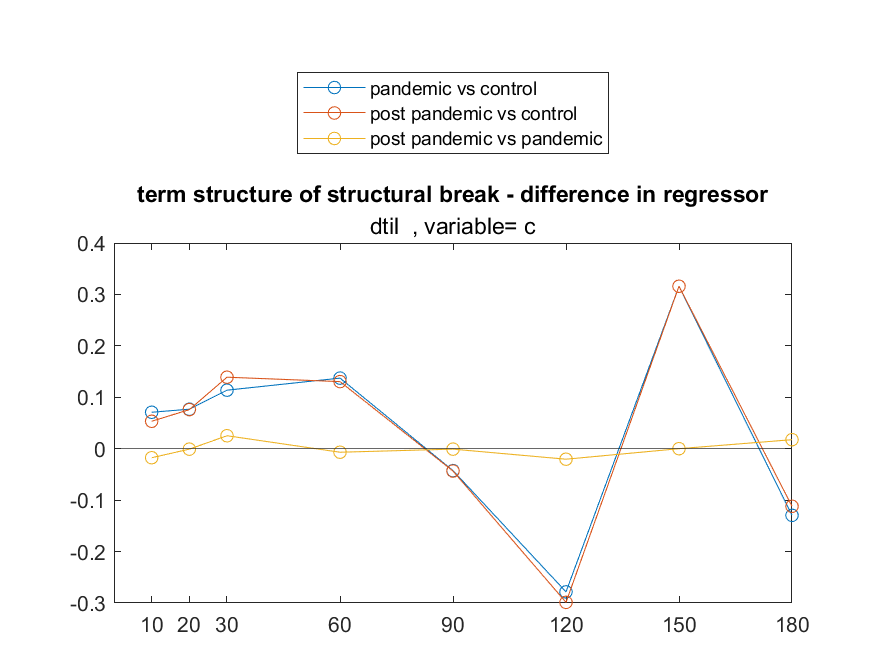 pandemic vs control
post pandemic vs control
post pandemic vs pandemic
term structure of structural break - difference in regressor
dtil , variable= c
0.4
0.3
0.2
0.1
0
-0.1
-0.2
-0.3
10 20 30 60 90 120 150 180